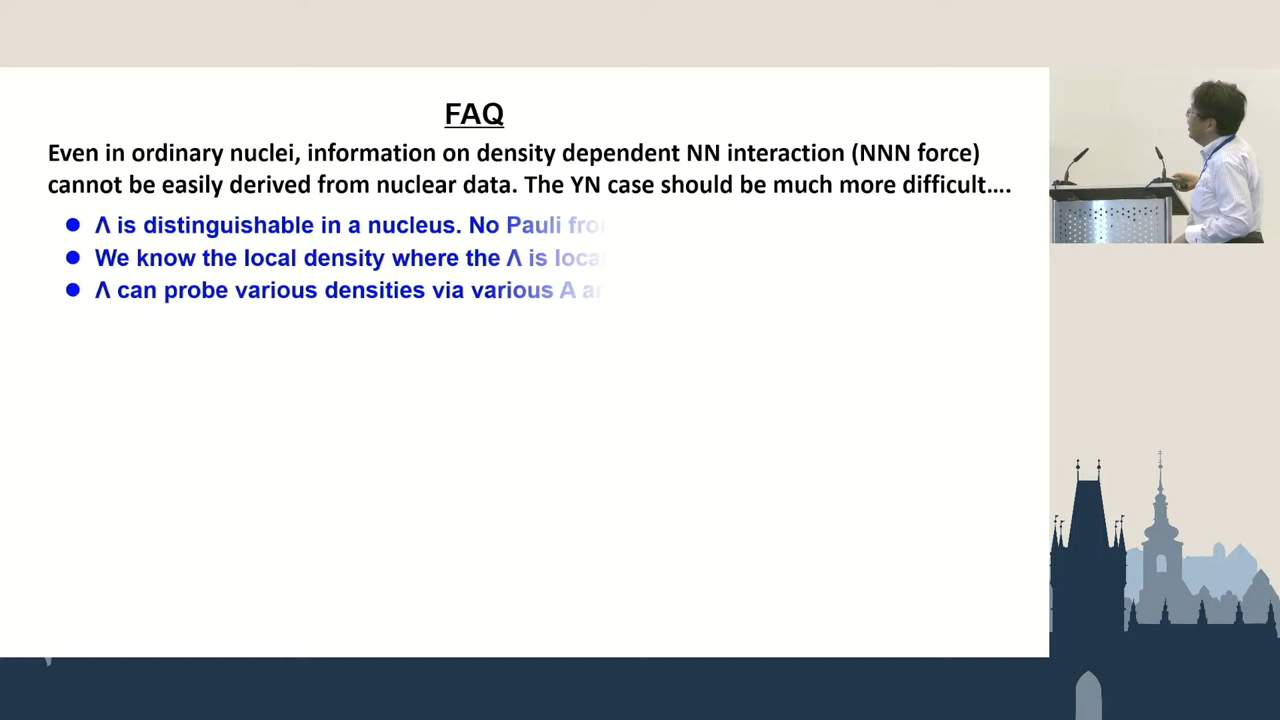 FAQ
Even in ordinary nuclei, information on density dependent NN interaction (NNN force)
cannot be easily derived from nuclear data. The YN case should be much more difficult….
● Λ is distinguishable in a nucleus. No Pauli
● We know the local density where the Λ is
● Λ can probe various densities via various A